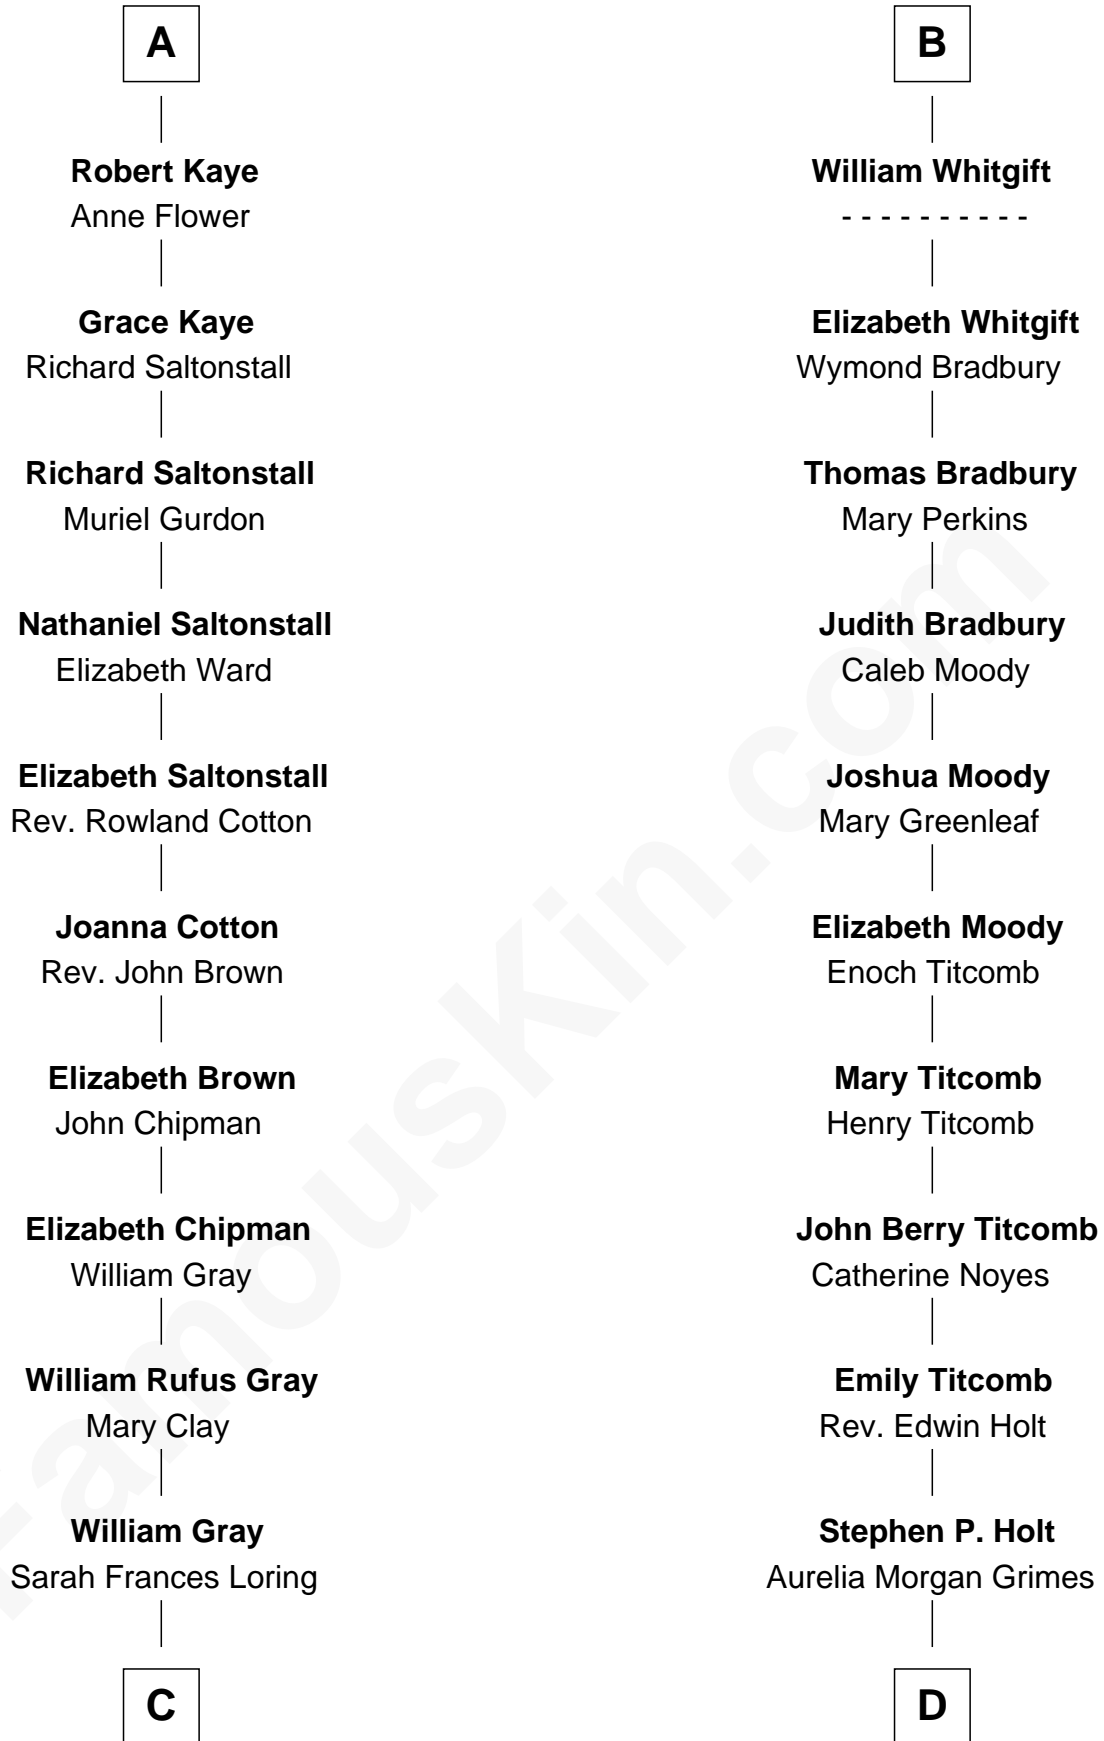 A
Robert Kaye
Anne Flower
Grace Kaye
Richard Saltonstall
Richard Saltonstall
Muriel Gurdon
Nathaniel Saltonstall
Elizabeth Ward
Elizabeth Saltonstall
Rev. Rowland Cotton
Joanna Cotton
Rev. John Brown
Elizabeth Brown
John Chipman
Elizabeth Chipman
William Gray
William Rufus Gray
Mary Clay
William Gray
Sarah Frances Loring
C
B
William Whitgift
- - - - - - - - - -
Elizabeth Whitgift
Wymond Bradbury
Thomas Bradbury
Mary Perkins
Judith Bradbury
Caleb Moody
Joshua Moody
Mary Greenleaf
Elizabeth Moody
Enoch Titcomb
Mary Titcomb
Henry Titcomb
John Berry Titcomb
Catherine Noyes
Emily Titcomb
Rev. Edwin Holt
Stephen P. Holt
Aurelia Morgan Grimes
D
FamousKin.com